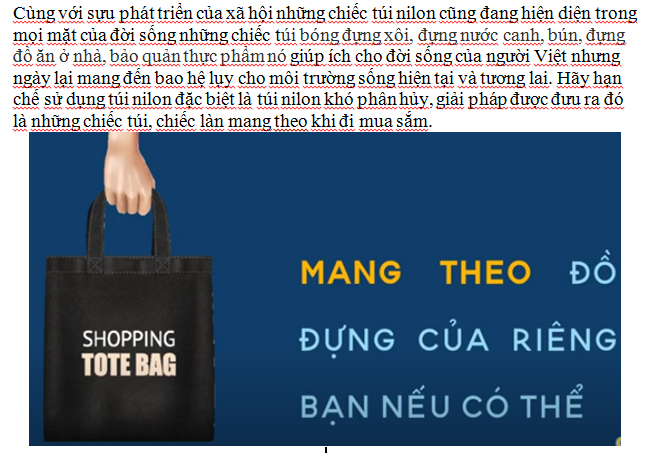 Cùng với sựu phát triển của xã hội những chiếc túi nilon cũng đang hiện diện trong
mọi mặt của đời sống những chiếc túi bóng đựng xôi, đựng nước canh, bún, đựng
đồ ăn ở nhà, bảo quản thực phẩm nó giúp ích cho đời sống của người Việt nhưng
ngày lại mang đến bao hệ lụy cho môi trường sống hiện tại và tương lai. Hãy hạn
chế sử dụng túi nilon đặc biệt là túi nilon khó phân hủy, giải pháp được đưu ra đó
là những chiếc túi, chiếc làn mang theo khi đi mua sắm.
MANG THEO ĐỒ
ĐỰNG CỦA RIÊNG
BẠN NẾU CÓ THỂ
SHOPPING
TOTE BAG